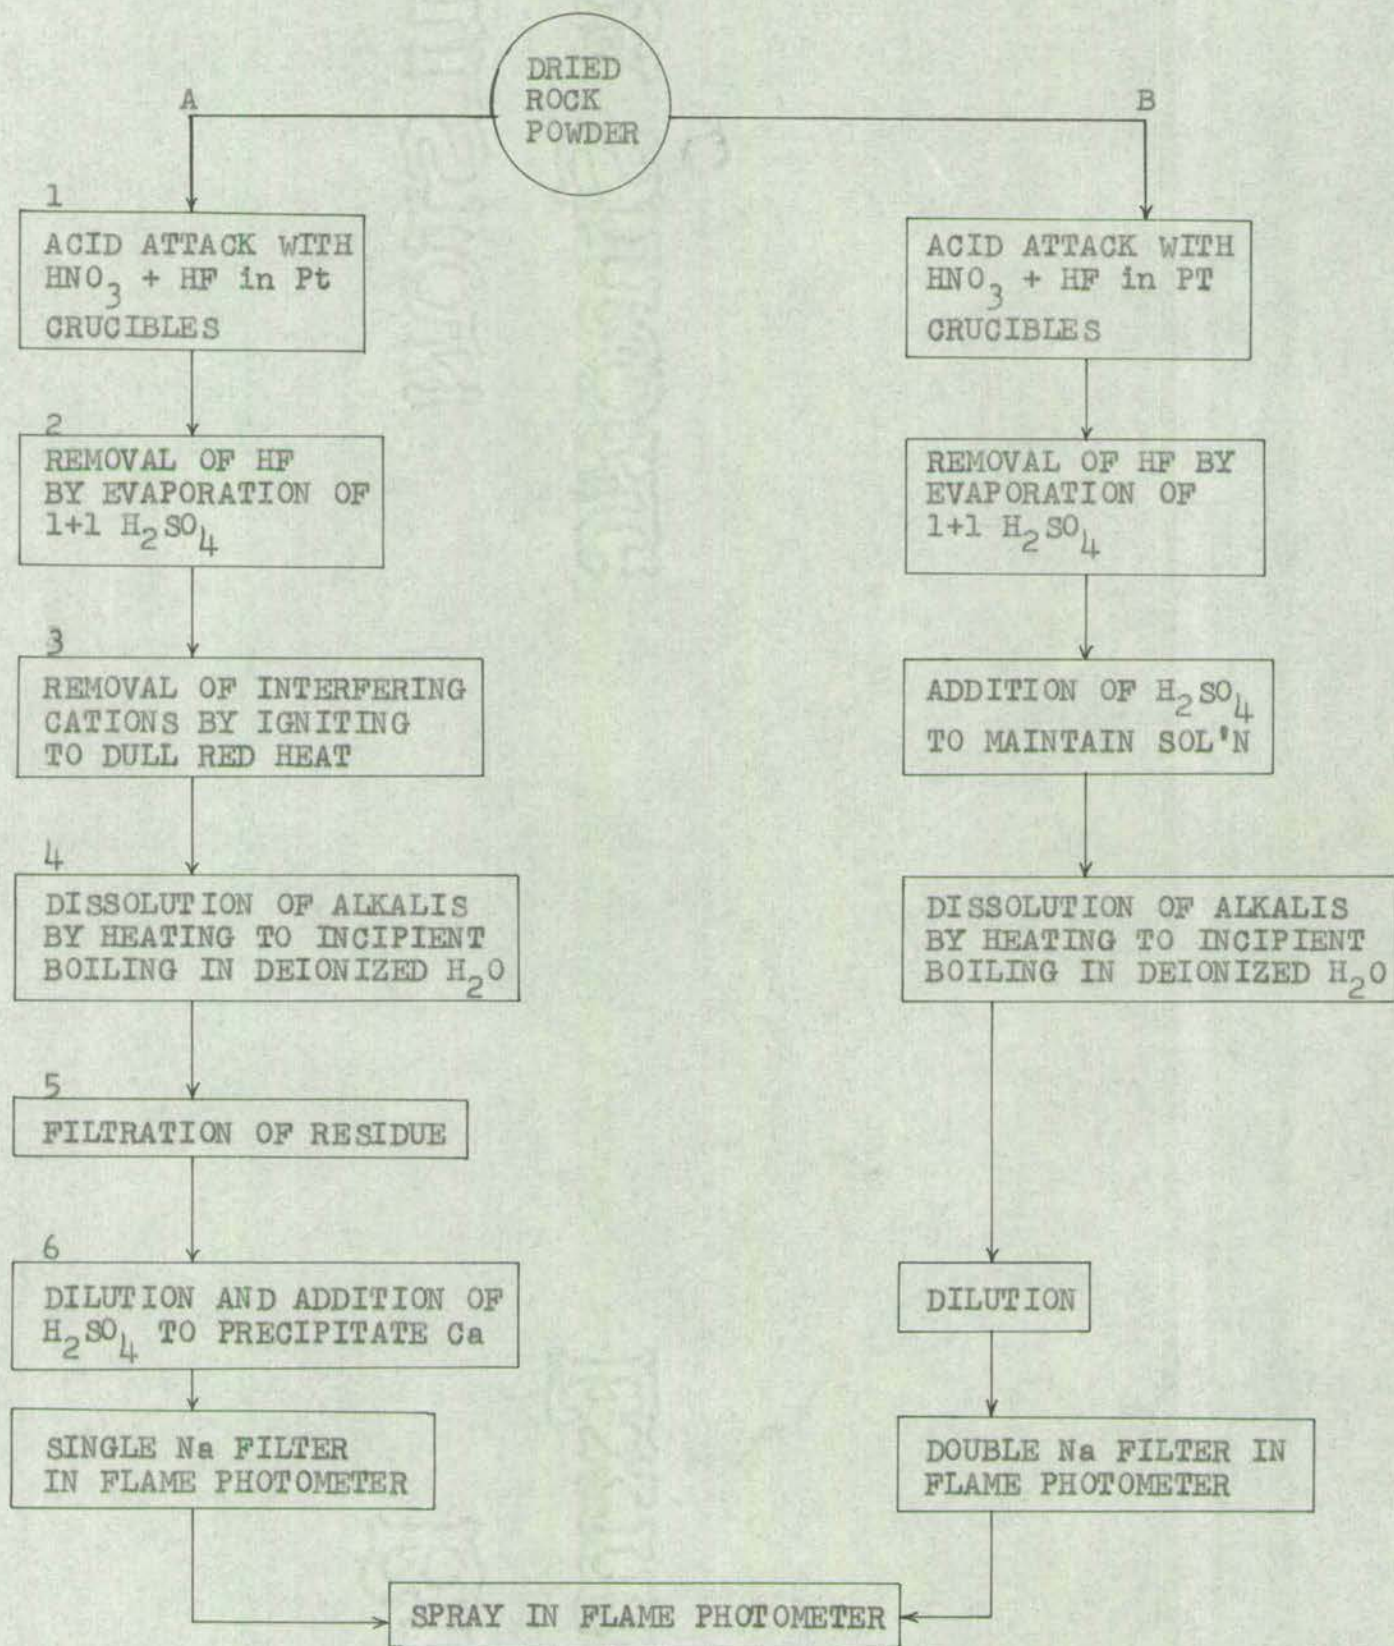 DRIED
ROCK
POWDER
A
B
1
ACID ATTACK WITH
HNO3 + HF in Pt
CRUCIBLES
2
REMOVAL OF HF
BY EVAPORATION OF
1+1 H2SO4
3
REMOVAL OF INTERFERING
CATIONS BY IGNITING
TO DULL RED HEAT
4
DISSOLUTION OF ALKALIS
BY HEATING TO INCIPIENT
BOILING IN DEIONIZED H2O
5
FILTRATION OF RESIDUE
6
DILUTION AND ADDITION OF
H2SO4 TO PRECIPITATE Ca
SINGLE Na FILTER
IN FLAME PHOTOMETER
ACID ATTACK WITH
HNO3 + HF in PT
CRUCIBLES
REMOVAL OF HF BY
EVAPORATION OF
1+1 H2SO4
ADDITION OF H2SO4
TO MAINTAIN SOL'N
DISSOLUTION OF ALKALIS
BY HEATING TO INCIPIENT
BOILING IN DEIONIZED H2O
DILUTION
DOUBLE Na FILTER IN
FLAME PHOTOMETER
SPRAY IN FLAME PHOTOMETER